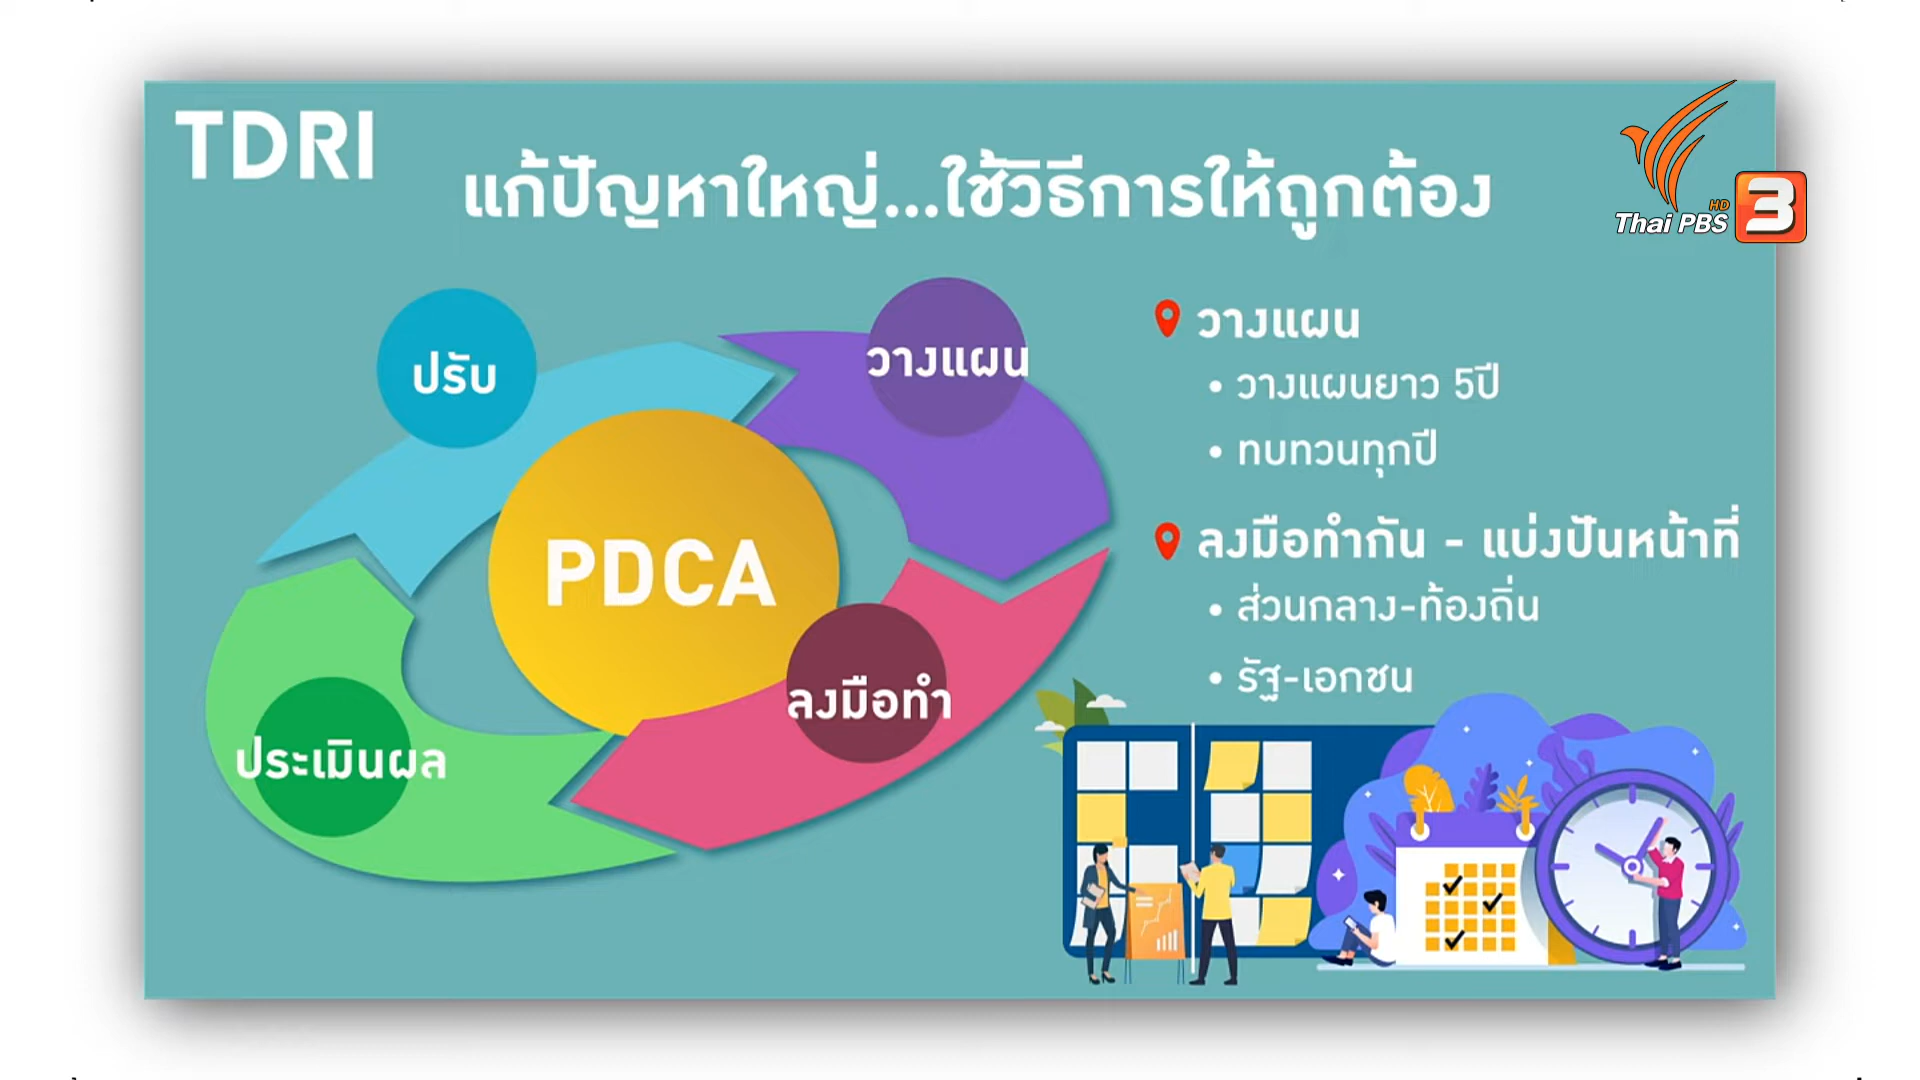 TDRI
แก้ปัญหาใหญ่...ใช้วิธีการให้ถูกต้อง
HD
Thai PBS 3
ปรับ
วางแผน
PDCA
ลงมือทำ
ประเมินผล
วางแผน
• วางแผนยาว 5ปี
• ทบทวนทุกปี
ลงมือทำกัน - แบ่งปันหน้าที่
• ส่วนกลาง-ท้องถิ่น
• รัฐ-เอกชน